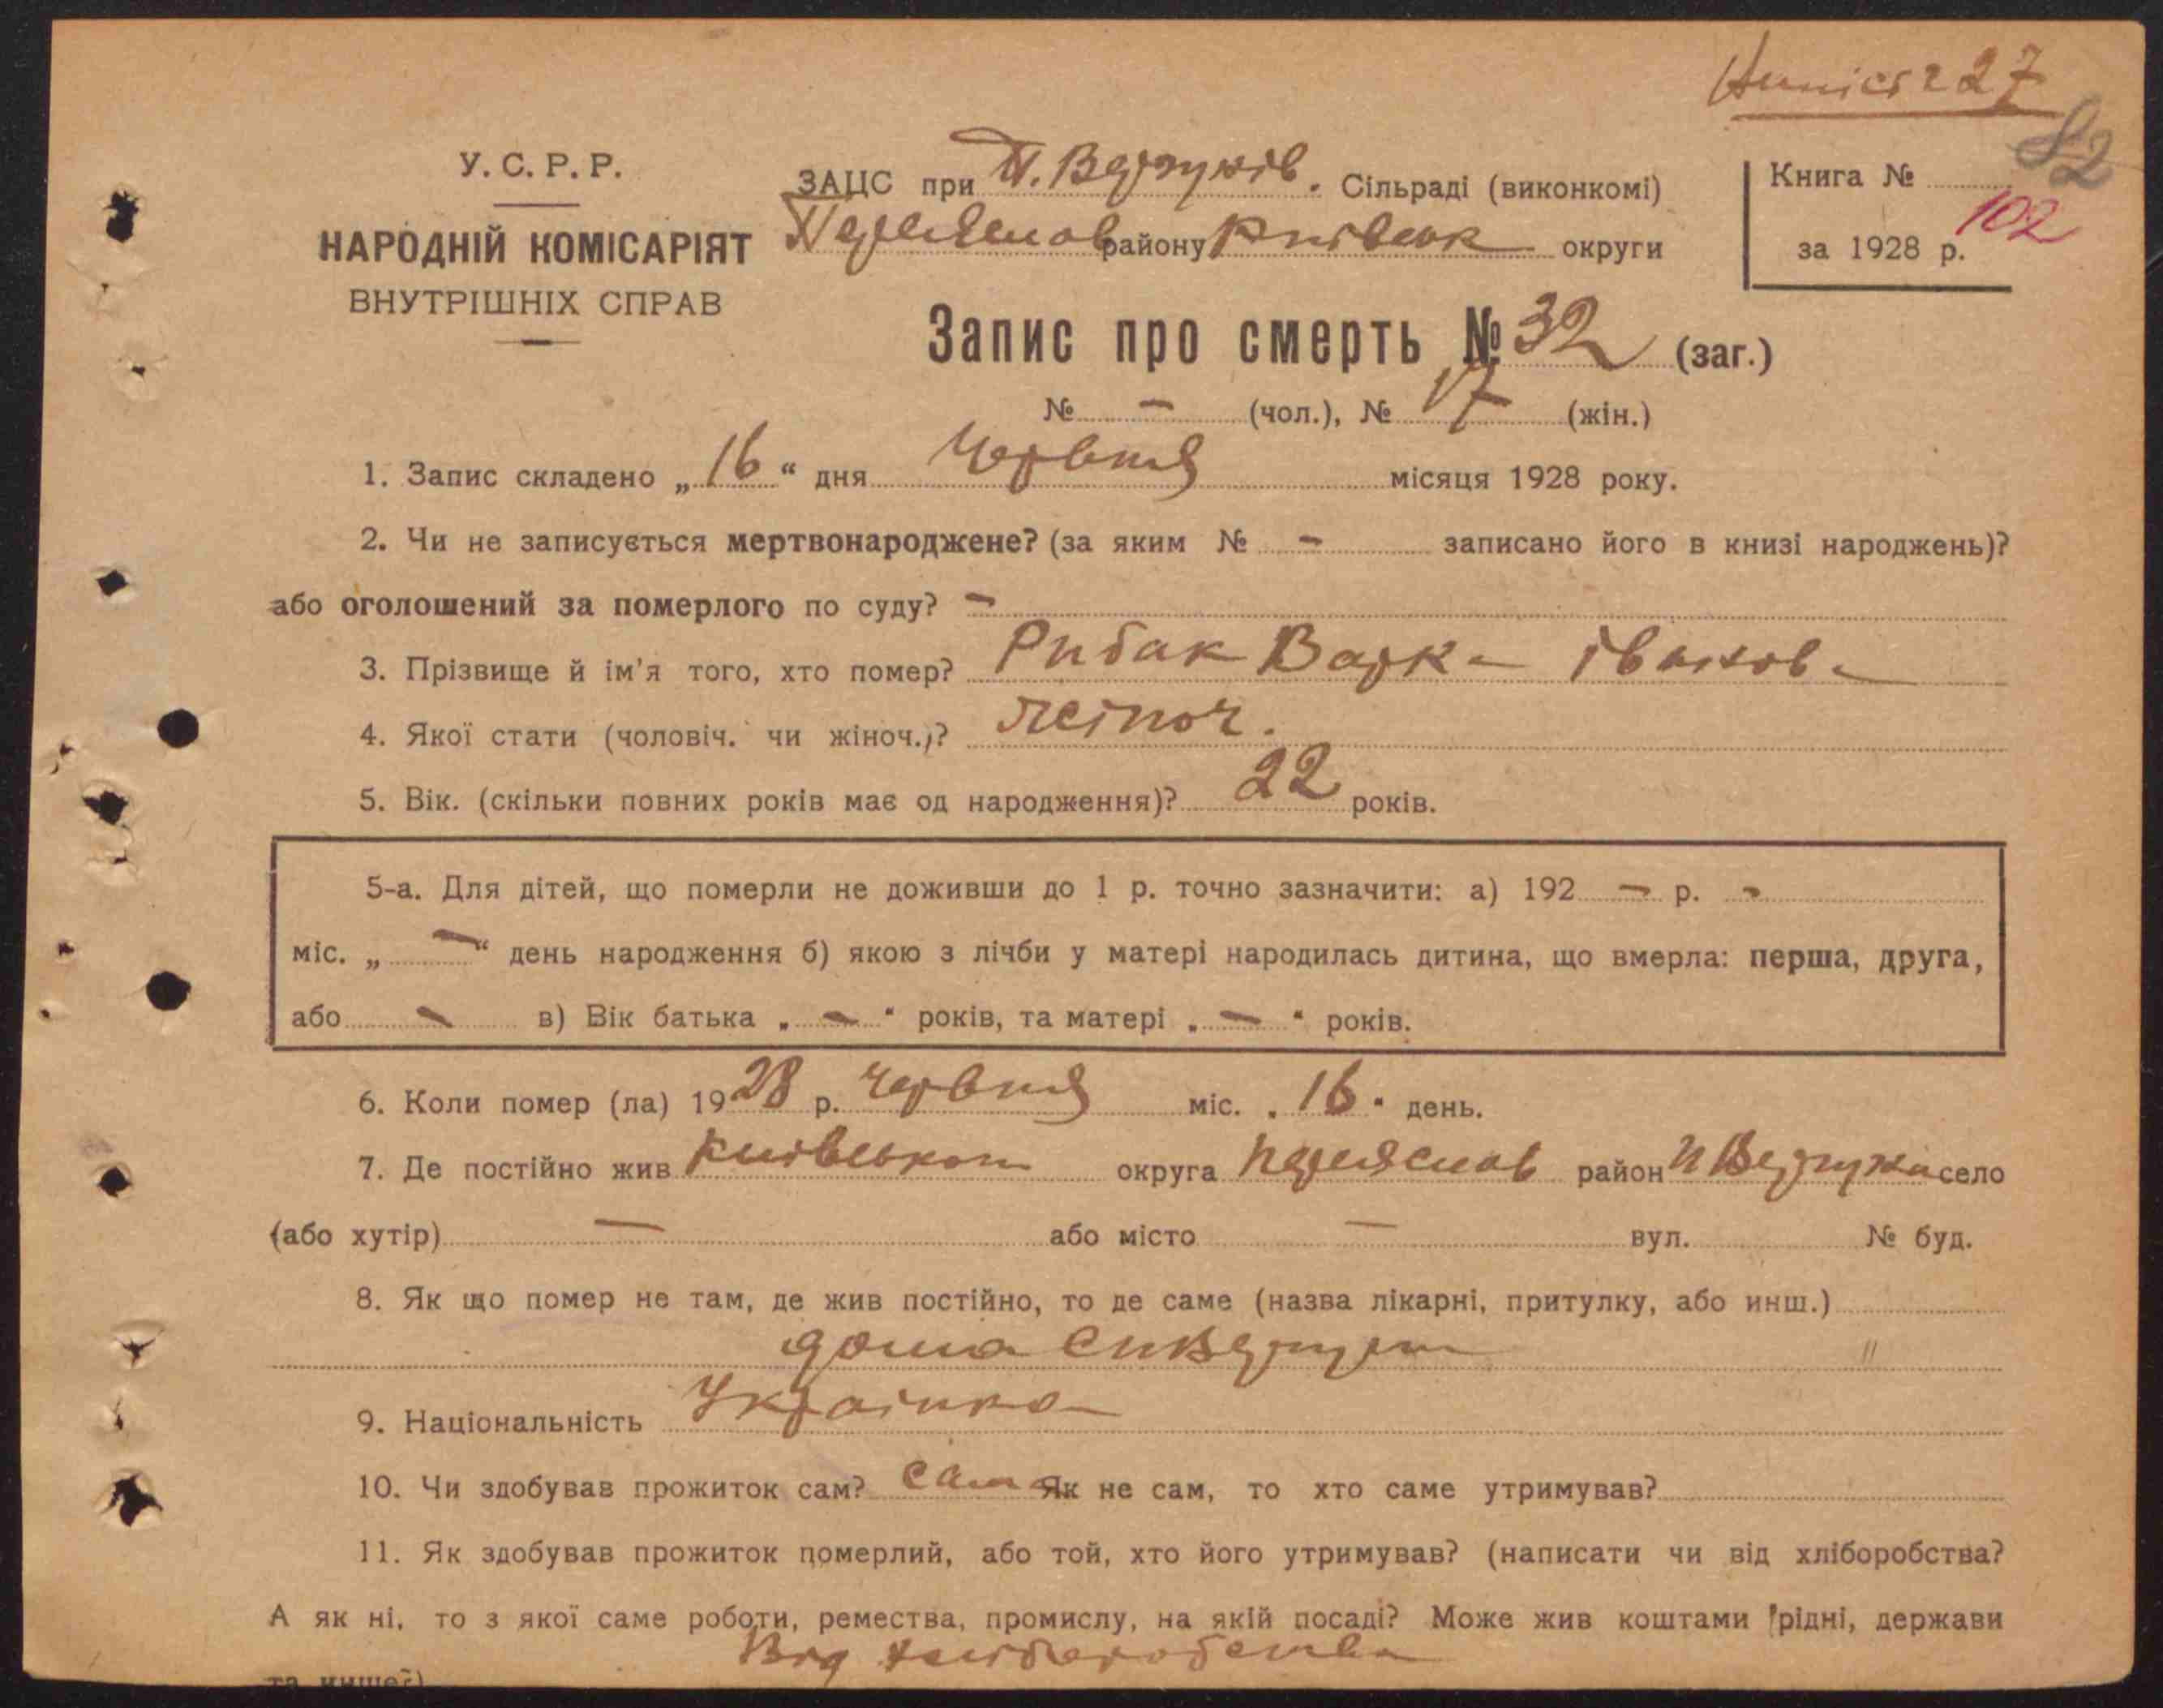 27
82
У. С. Р. Р.
НАРОДНІЙ КОМІСАРІЯТ
ВНУТРІШНІХ СПРАВ
ЗАЦС при П. Сільраді (виконкомі)
Переяслов району Київськ округи
Книга №
102
за 1928 р.
Запис про смерть № 32 (заг.)
№ — (чол.), № 17 (жін.)
1. Запис складено „16“ дня Червня місяця 1928 року.
2. Чи не записується мертвонароджене? (за яким № — записано його в книзі народжень)?
або оголошений за померлого по суду? —
3. Прізвище й ім'я того, хто помер? Рибак Варка Іванова
4. Якої стати (чоловіч. чи жіноч.)? жіноч.
5. Вік. (скільки повних років має од народження)? 22 років.
5-а. Для дітей, що померли не доживши до 1 р. точно зазначити: а) 192 — р. —
міс. „—“ день народження б) якою з лічби у матері народилась дитина, що вмерла: перша, друга,
або — в) Вік батька „—“ років, та матері „—“ років.
6. Коли помер (ла) 1928 р. Червня міс. „16“ день.
7. Де постійно жив Київської округа Переяслов район село
(або хутір) — або місто — вул. № буд.
8. Як що помер не там, де жив постійно, то де саме (назва лікарні, притулку, або инш.)
дома
9. Національність Українка
10. Чи здобував прожиток сам? сама Як не сам, то хто саме утримував?
11. Як здобував прожиток померлий, або той, хто його утримував? (написати чи від хліборобства?
А як ні, то з якої саме роботи, ремества, промислу, на якій посаді? Може жив коштами рідні, держави
Від хліборобства
та инше?)